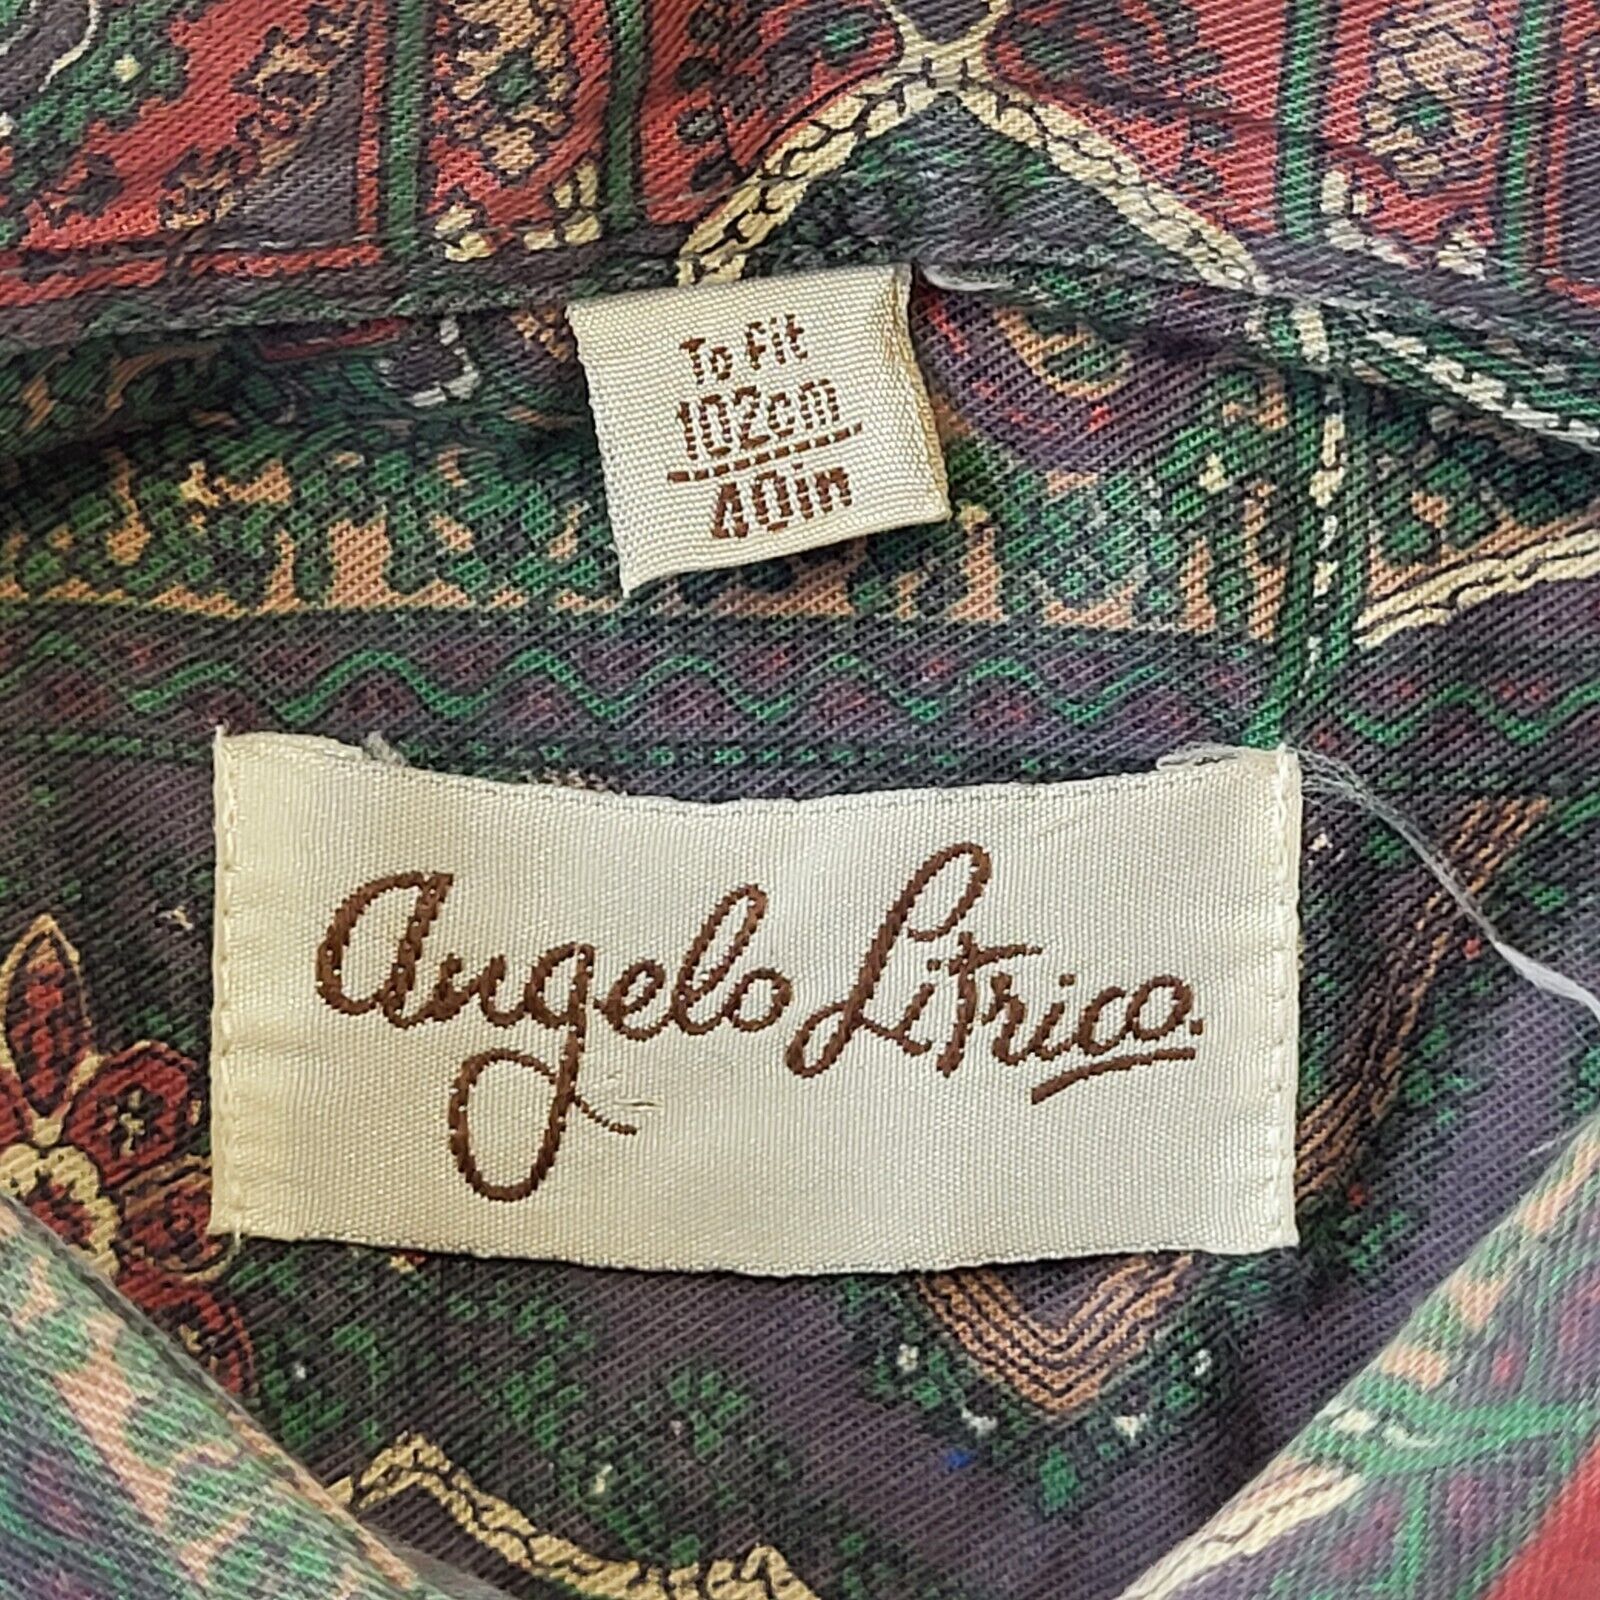 To Fit
102cm
40in
Angelo Litrico.